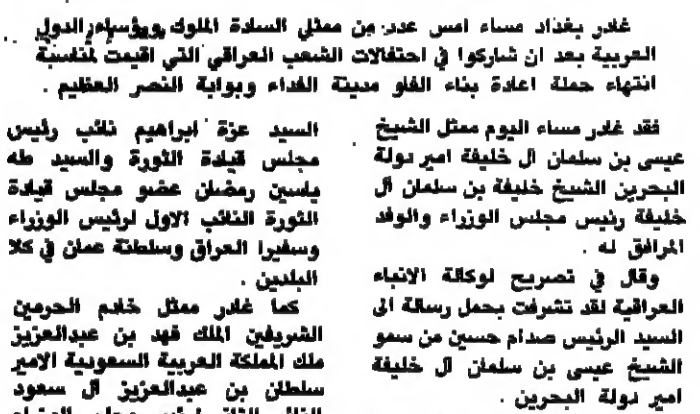 غادر بغداد مساء امس عدد من ممثلي السادة الملوك ورؤساء الدول
العربية بعد ان شاركوا في احتفالات الشعب العراقي التي اقيمت لمناسبة
انتهاء حملة اعادة بناء الفاو مدينة الفداء وبوابة النصر العظيم .
فقد غادر مساء اليوم ممثل الشيخ
عيسى بن سلمان آل خليفة امير دولة
البحرين الشيخ خليفة بن سلمان آل
خليفة رئيس مجلس الوزراء والوفد
المرافق له .
وقال في تصريح لوكالة الانباء
العراقية لقد تشرفت بحمل رسالة الى
السيد الرئيس صدام حسين من سمو
الشيخ عيسى بن سلمان آل خليفة
امير دولة البحرين .
السيد عزة ابراهيم نائب رئيس
مجلس قيادة الثورة والسيد طه
ياسين رمضان عضو مجلس قيادة
الثورة النائب الاول لرئيس الوزراء
وسفيرا العراق وسلطنة عمان في كلا
البلدين .
كما غادر ممثل خادم الحرمين
الشريفين الملك فهد بن عبدالعزيز
ملك المملكة العربية السعودية الامير
سلطان بن عبدالعزيز آل سعود